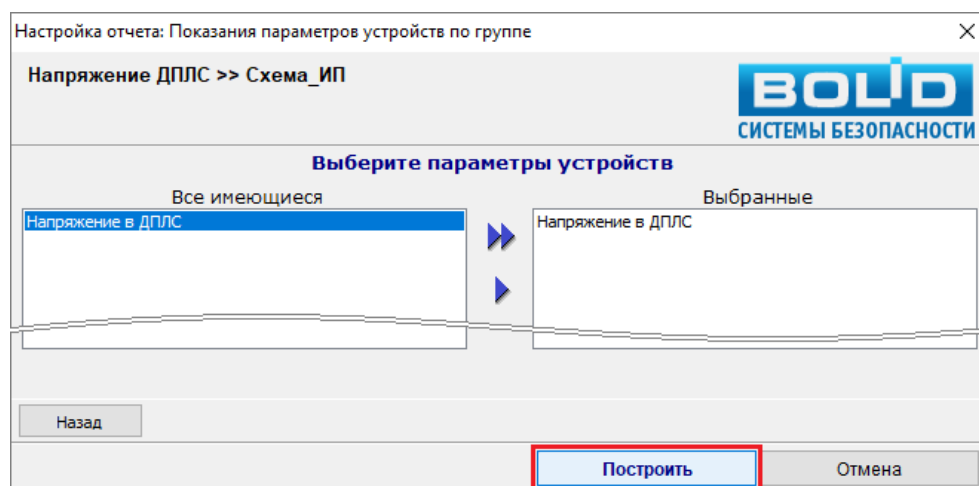 Настройка отчета: Показания параметров устройств по группе
Напряжение ДПЛС >> Схема_ИП
BOLID
СИСТЕМЫ БЕЗОПАСНОСТИ
Выберите параметры устройств
Все имеющиеся
Выбранные
Напряжение в ДПЛС
Напряжение в ДПЛС
Назад
Построить
Отмена